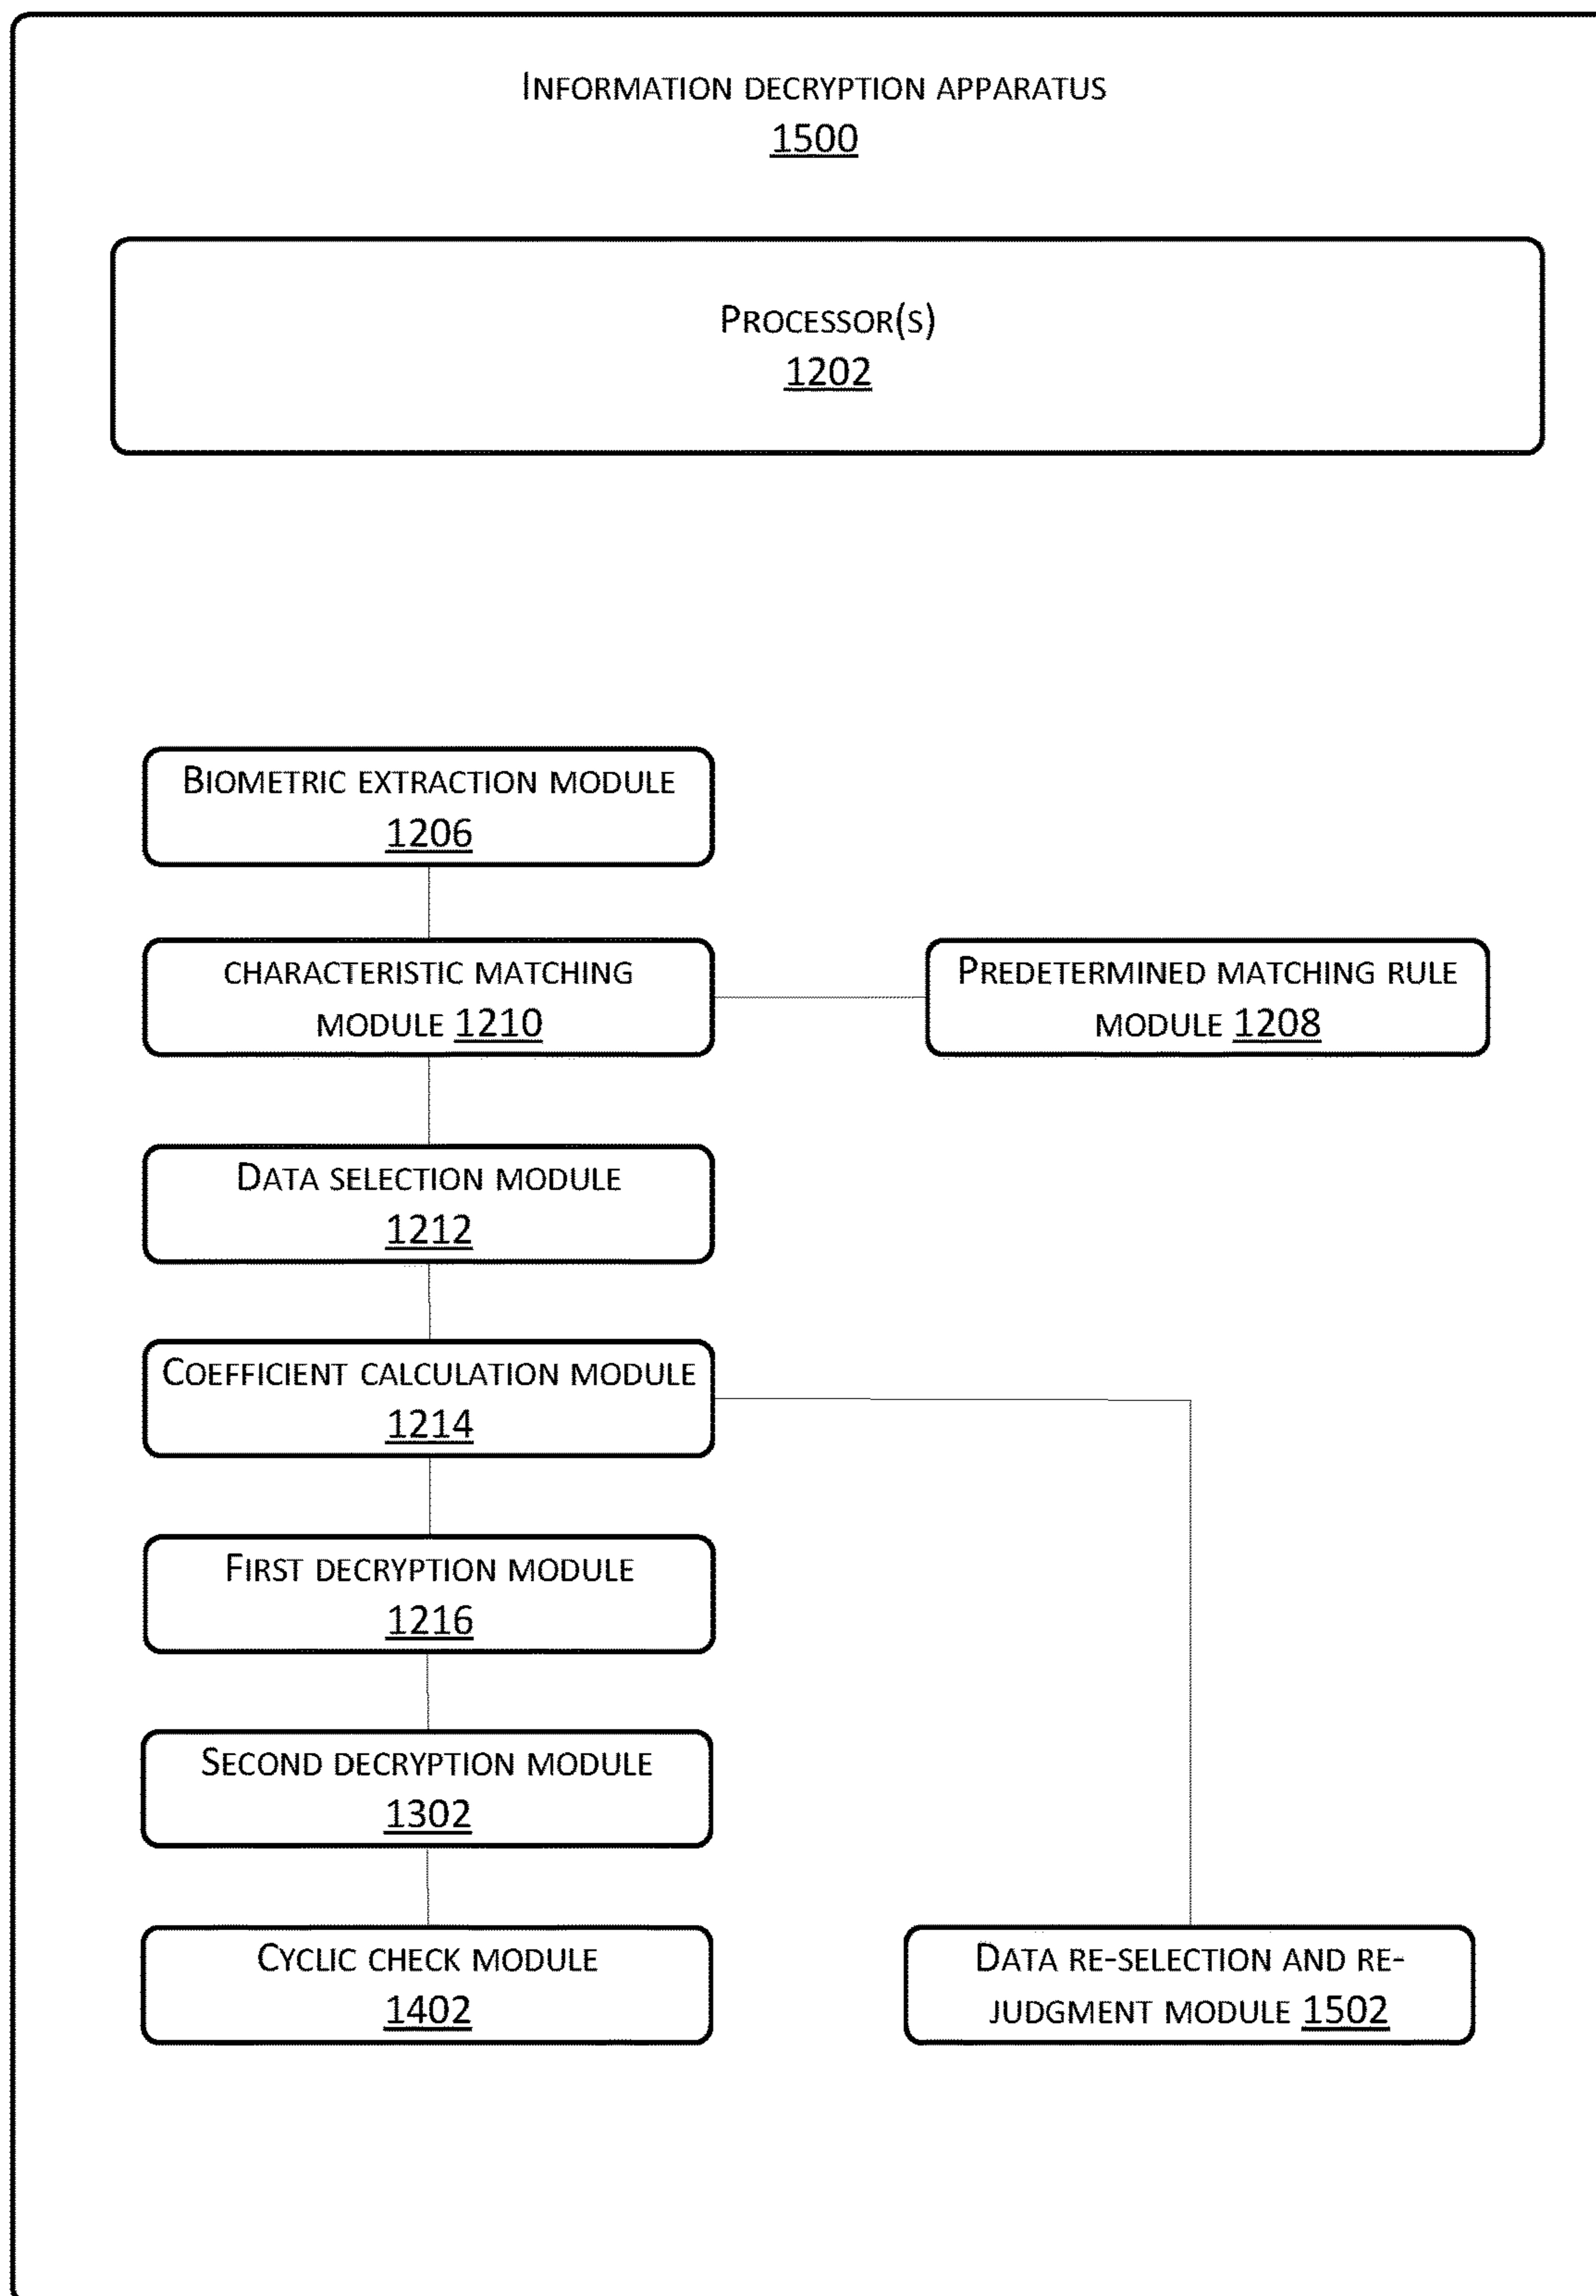 INFORMATION DECRYPTION APPARATUS
1500
PROCESSOR(S)
1202
BIOMETRIC EXTRACTION MODULE
1206
CHARACTERISTIC MATCHING
MODULE 1210
PREDETERMINED MATCHING RULE
MODULE 1208
DATA SELECTION MODULE
1212
COEFFICIENT CALCULATION MODULE
1214
FIRST DECRYPTION MODULE
1216
SECOND DECRYPTION MODULE
1302
CYCLIC CHECK MODULE
1402
DATA RE-SELECTION AND RE-
JUDGMENT MODULE 1502